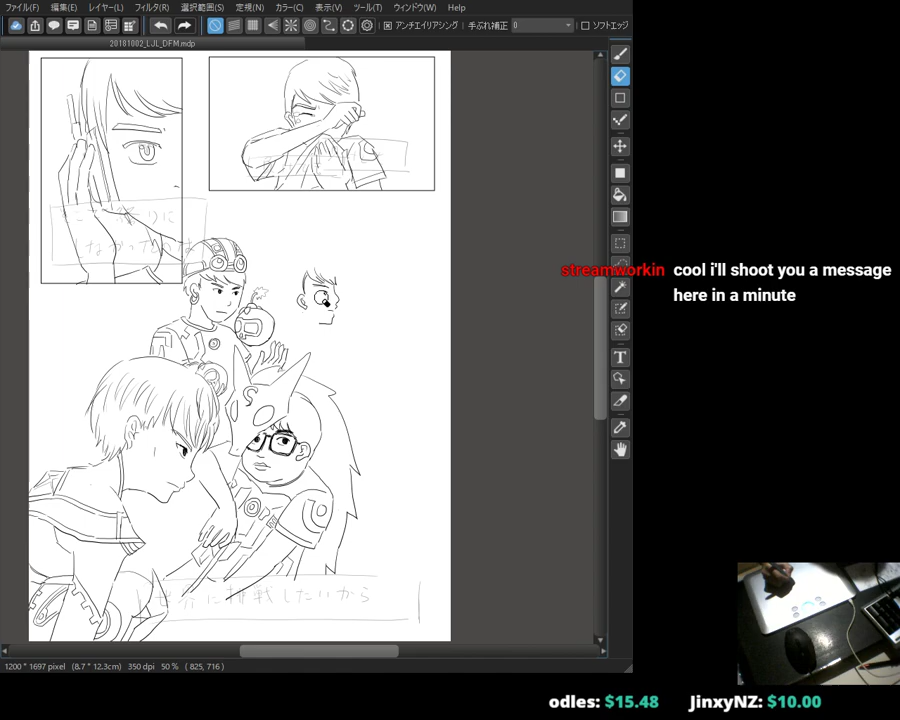 ファイル(F) 編集(E) レイヤー(L) フィルタ(R) 選択範囲(S) 定規(N) カラー(C) 表示(V) ツール(T) ウィンドウ(W) Help
アンチエイリアシング 手ぶれ補正 0 ソフトエッジ
20181002_LJL_DFM.mdp
streamworkin cool i'll shoot you a message
here in a minute
世界に挑戦したいから
1200 * 1697 pixel (8.7 * 12.3cm) 350 dpi 50 % ( 825, 716 )
odles: $15.48 JinxyNZ: $10.00